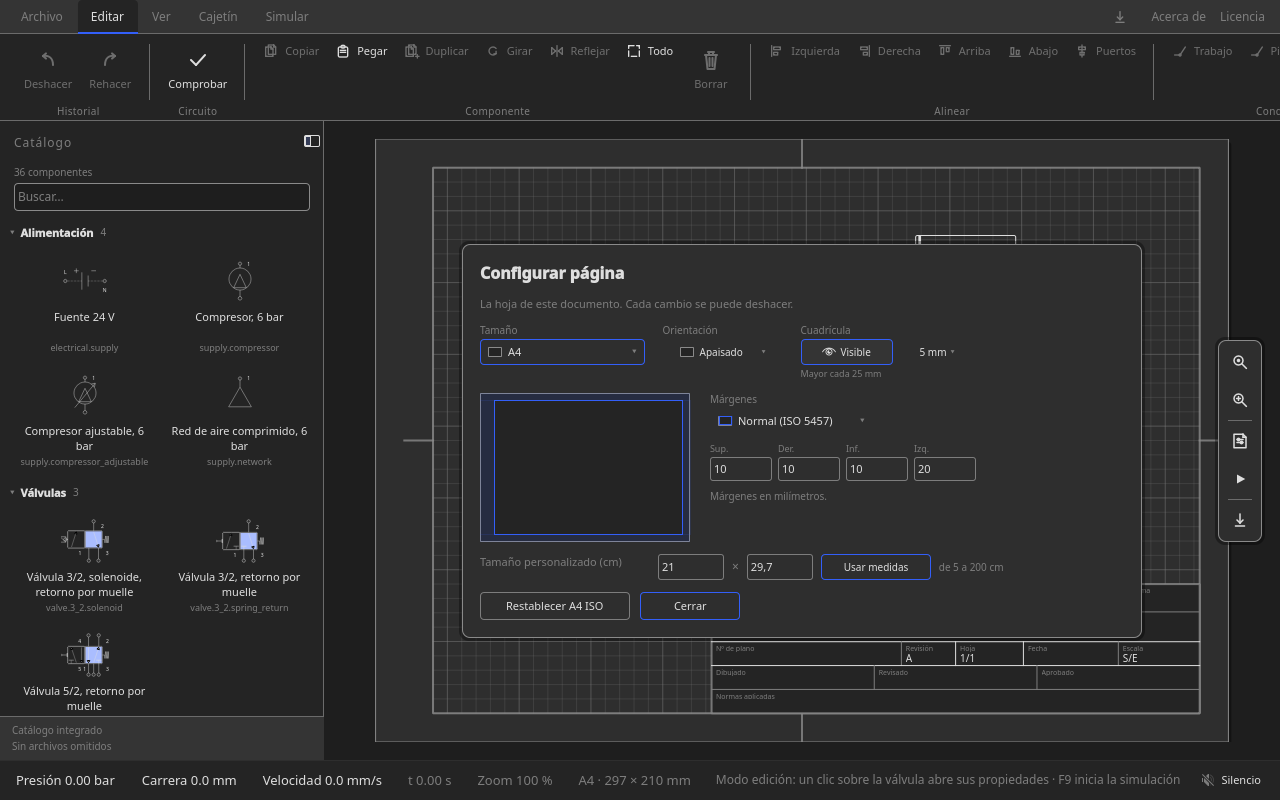 Archivo Editar Ver Cajetín Simular Acerca de Licencia
Copiar Pegar Duplicar Girar Reflejar Todo Izquierda Derecha Arriba Abajo Puertos Trabajo
Deshacer Rehacer Comprobar Borrar
Historial Circuito Componente Alinear
Catálogo
36 componentes
Buscar...
Alimentación 4
Fuente 24 V
electrical.supply
Compresor, 6 bar
supply.compressor
Compresor ajustable, 6 bar
supply.compressor_adjustable
Red de aire comprimido, 6 bar
supply.network
Válvulas 3
Válvula 3/2, solenoide, retorno por muelle
valve.3_2.solenoid
Válvula 3/2, retorno por muelle
valve.3_2.spring_return
Válvula 5/2, retorno por muelle
Catálogo integrado
Sin archivos omitidos
Configurar página
La hoja de este documento. Cada cambio se puede deshacer.
Tamaño Orientación Cuadrícula
A4 Apaisado Visible 5 mm
Mayor cada 25 mm
Márgenes
Normal (ISO 5457)
Sup. Der. Inf. Izq.
10 10 10 20
Márgenes en milímetros.
Tamaño personalizado (cm) 21 × 29,7 Usar medidas de 5 a 200 cm
Restablecer A4 ISO Cerrar
Nº de plano Revisión Hoja Fecha Escala
A 1/1 S/E
Dibujado Revisado Aprobado
Normas aplicadas
Presión 0.00 bar Carrera 0.0 mm Velocidad 0.0 mm/s t 0.00 s Zoom 100 % A4 · 297 × 210 mm Modo edición: un clic sobre la válvula abre sus propiedades · F9 inicia la simulación Silencio